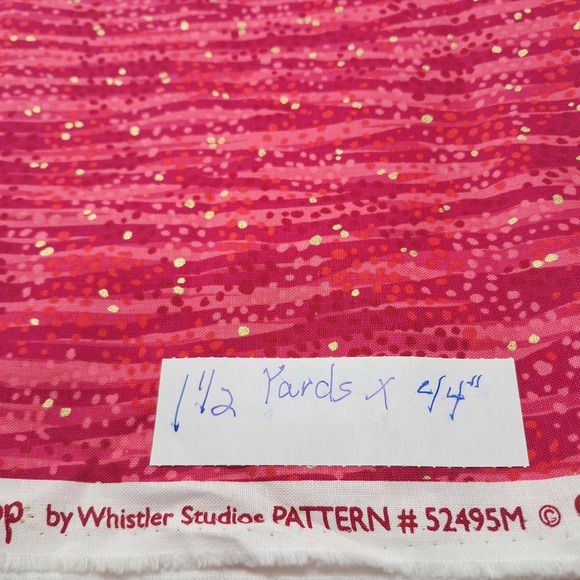 1 1/2 Yards x 44"
by Whistler Studios PATTERN # 52495M ©